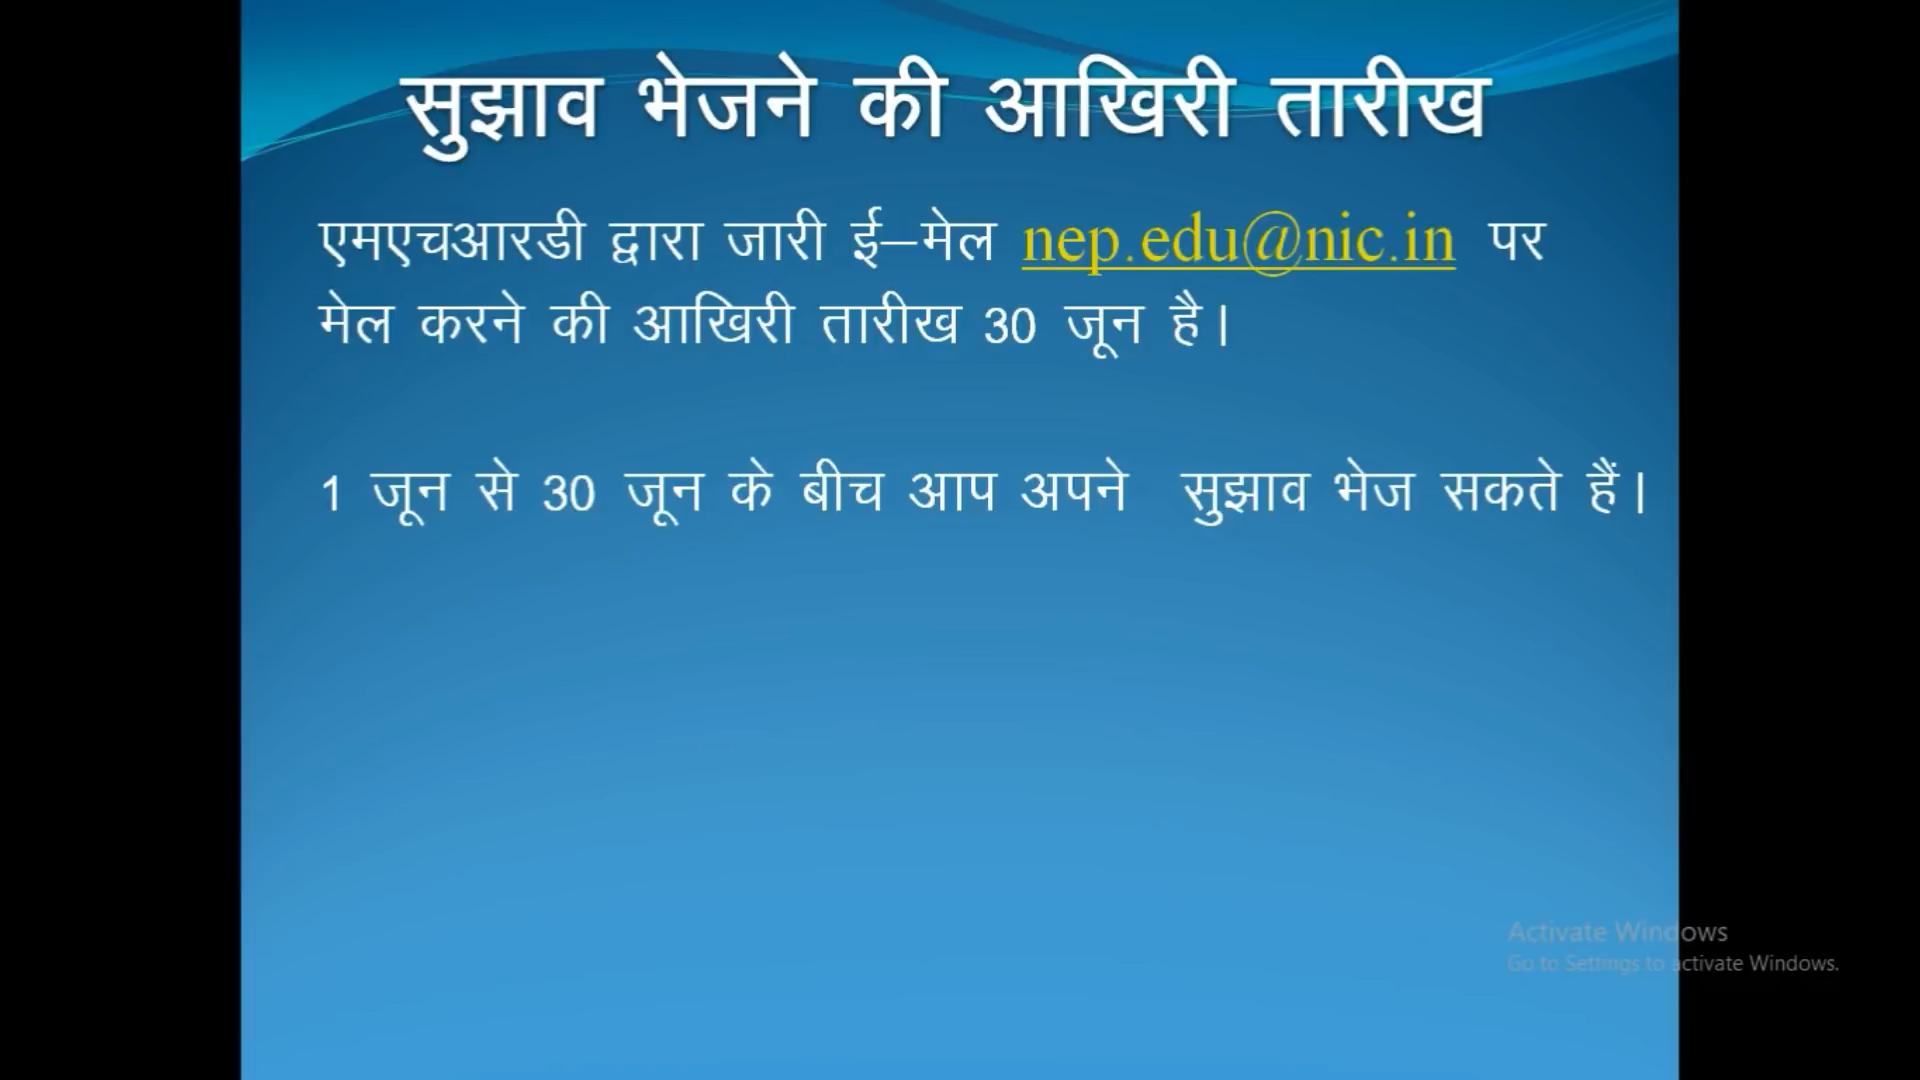 सुझाव भेजने की आखिरी तारीख
एमएचआरडी द्वारा जारी ई–मेल nep.edu@nic.in पर
मेल करने की आखिरी तारीख 30 जून है।
1 जून से 30 जून के बीच आप अपने सुझाव भेज सकते हैं।
Activate Windows
Go to Settings to activate Windows.